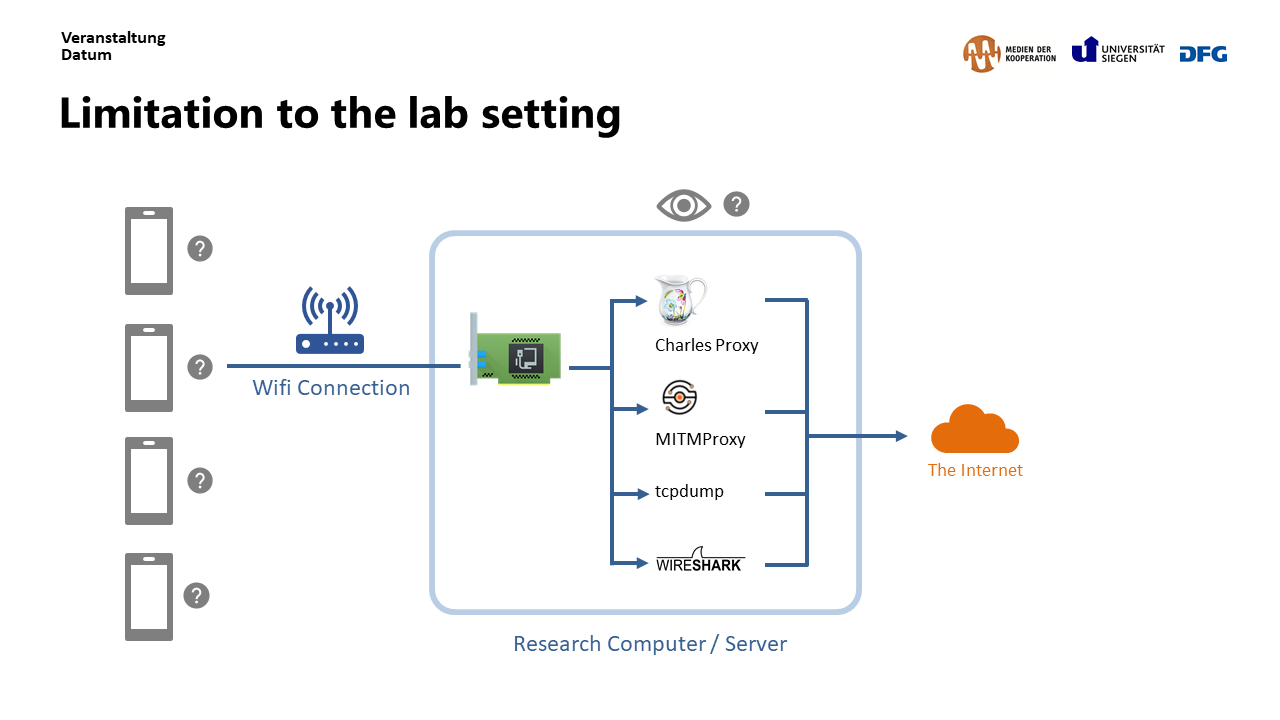 Veranstaltung
Datum
MEDIEN DER
KOOPERATION
UNIVERSITÄT
SIEGEN
DFG
Limitation to the lab setting
?
?
?
?
?
Wifi Connection
Charles Proxy
MITMProxy
tcpdump
WIRESHARK
The Internet
Research Computer / Server